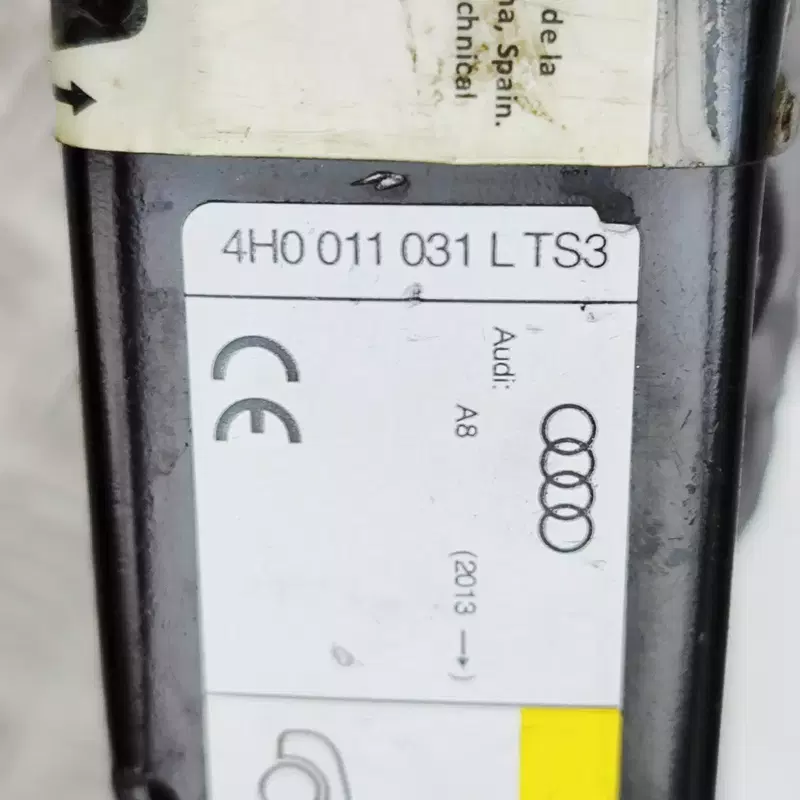 de la
na, Spain.
chnical
4H0 011 031 L TS3
CE
Audi:
A8 (2013 → )